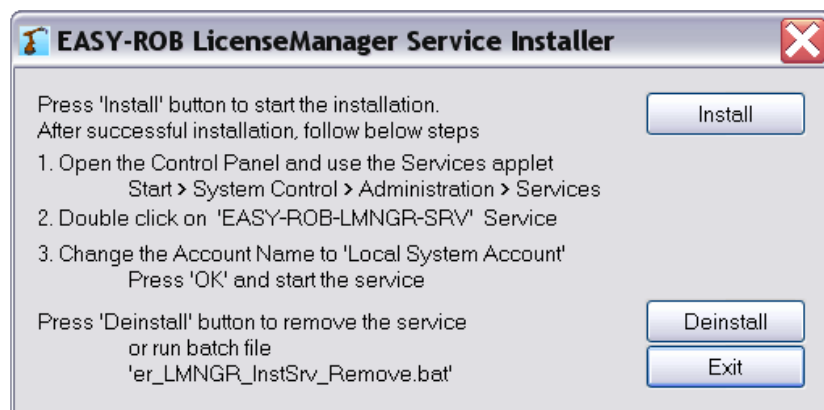 EASY-ROB LicenseManager Service Installer
Press 'Install' button to start the installation.
After successful installation, follow below steps
Install
1. Open the Control Panel and use the Services applet
Start > System Control > Administration > Services
2. Double click on 'EASY-ROB-LMNGR-SRV' Service
3. Change the Account Name to 'Local System Account'
Press 'OK' and start the service
Press 'Deinstall' button to remove the service
or run batch file
'er_LMNGR_InstSrv_Remove.bat'
Deinstall
Exit